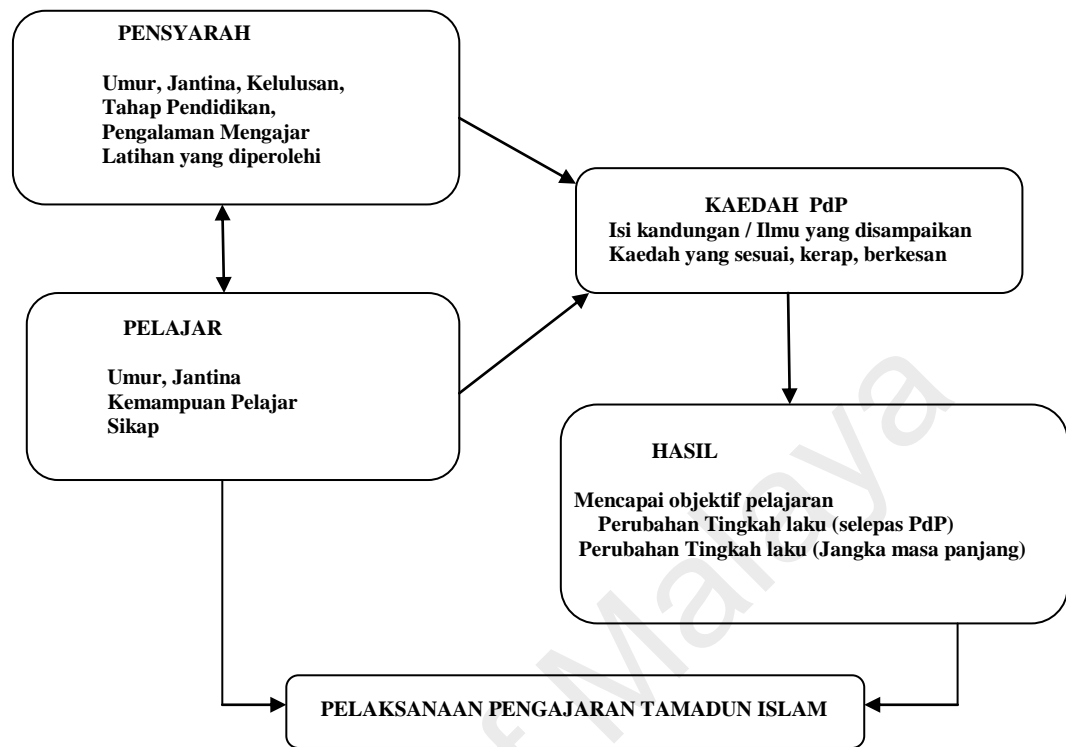 PENSYARAH
Umur, Jantina, Kelulusan,
Tahap Pendidikan,
Pengalaman Mengajar
Latihan yang diperolehi
KAEDAH PdP
Isi kandungan / Ilmu yang disampaikan
Kaedah yang sesuai, kerap, berkesan
PELAJAR
Umur, Jantina
Kemampuan Pelajar
Sikap
HASIL
Mencapai objektif pelajaran
Perubahan Tingkah laku (selepas PdP)
Perubahan Tingkah laku (Jangka masa panjang)
PELAKSANAAN PENGAJARAN TAMADUN ISLAM
of Malaya